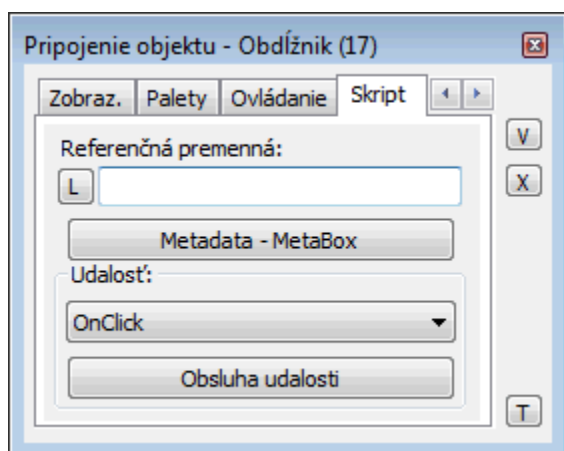 Pripojenie objektu - Obdĺžnik (17)
Zobraz. Palety Ovládanie Skript
Referenčná premenná:
V
L
X
Metadata - MetaBox
Udalosť:
OnClick
Obsluha udalosti
T